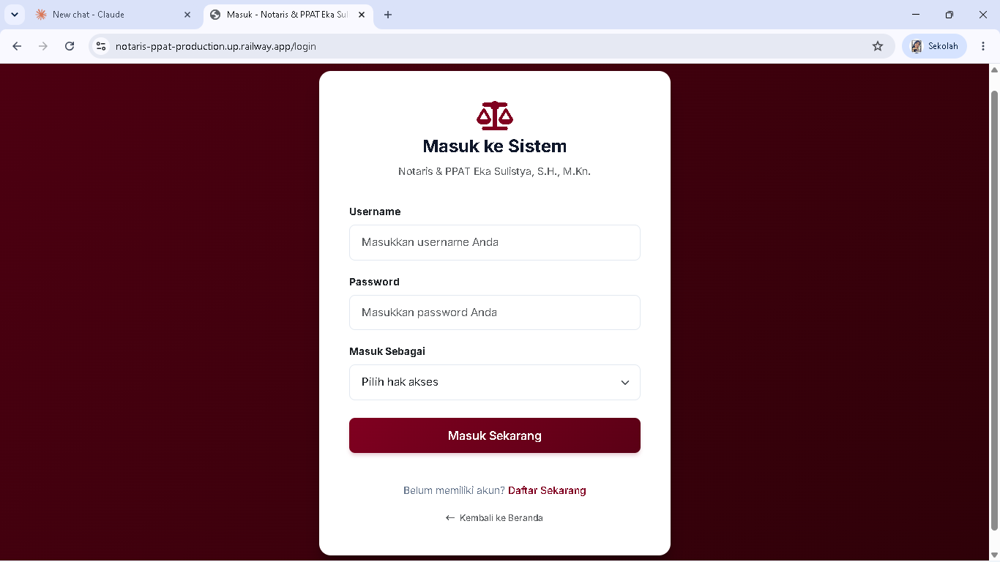 New chat - Claude
Masuk - Notaris & PPAT Eka Sul
notaris-ppat-production.up.railway.app/login
Sekolah
Masuk ke Sistem
Notaris & PPAT Eka Sulistya, S.H., M.Kn.
Username
Masukkan username Anda
Password
Masukkan password Anda
Masuk Sebagai
Pilih hak akses
Masuk Sekarang
Belum memiliki akun? Daftar Sekarang
← Kembali ke Beranda